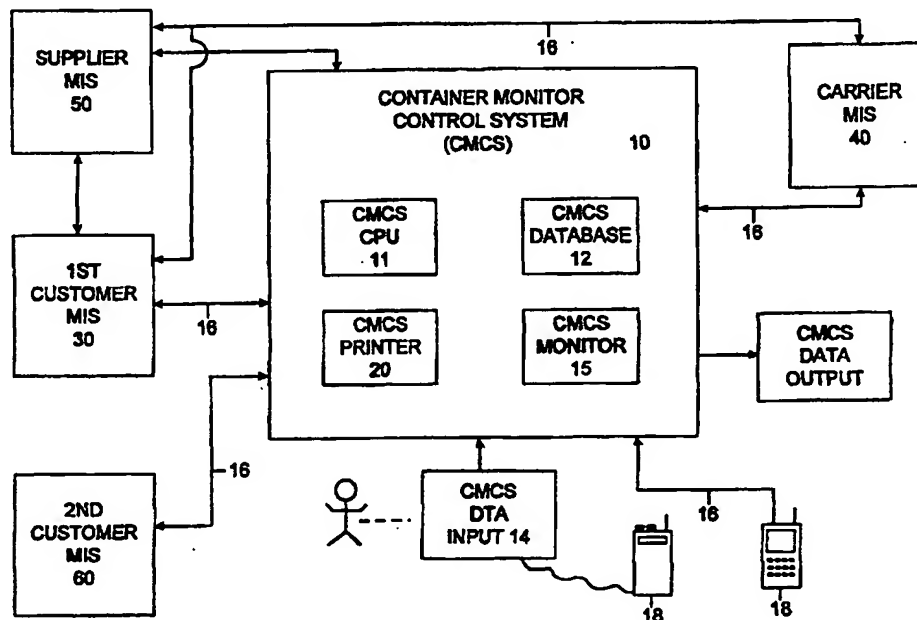 SUPPLIER
MIS
50
16
CARRIER
MIS
40
CONTAINER MONITOR
CONTROL SYSTEM
(CMCS)
10
CMCS
CPU
11
CMCS
DATABASE
12
16
1ST
CUSTOMER
MIS
30
16
CMCS
PRINTER
20
CMCS
MONITOR
15
CMCS
DATA
OUTPUT
16
2ND
CUSTOMER
MIS
60
CMCS
DTA
INPUT 14
16
18
18